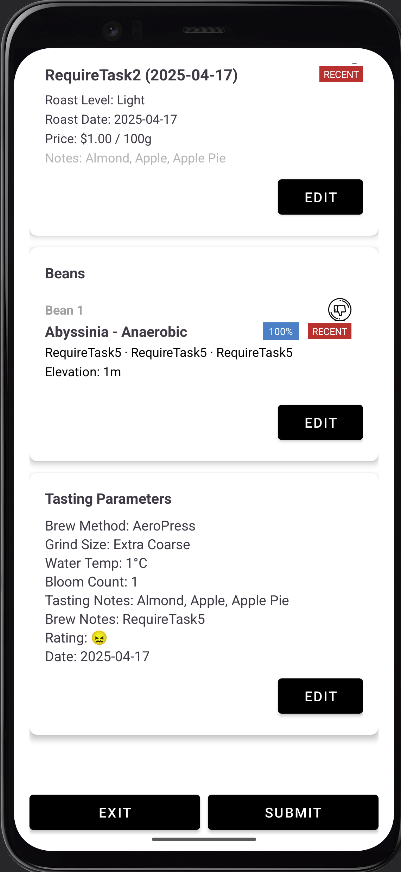 RequireTask2 (2025-04-17)
RECENT
Roast Level: Light
Roast Date: 2025-04-17
Price: $1.00 / 100g
Notes: Almond, Apple, Apple Pie
EDIT
Beans
Bean 1
Abyssinia - Anaerobic
100%
RECENT
RequireTask5 · RequireTask5 · RequireTask5
Elevation: 1m
EDIT
Tasting Parameters
Brew Method: AeroPress
Grind Size: Extra Coarse
Water Temp: 1°C
Bloom Count: 1
Tasting Notes: Almond, Apple, Apple Pie
Brew Notes: RequireTask5
Rating: 😖
Date: 2025-04-17
EDIT
EXIT
SUBMIT